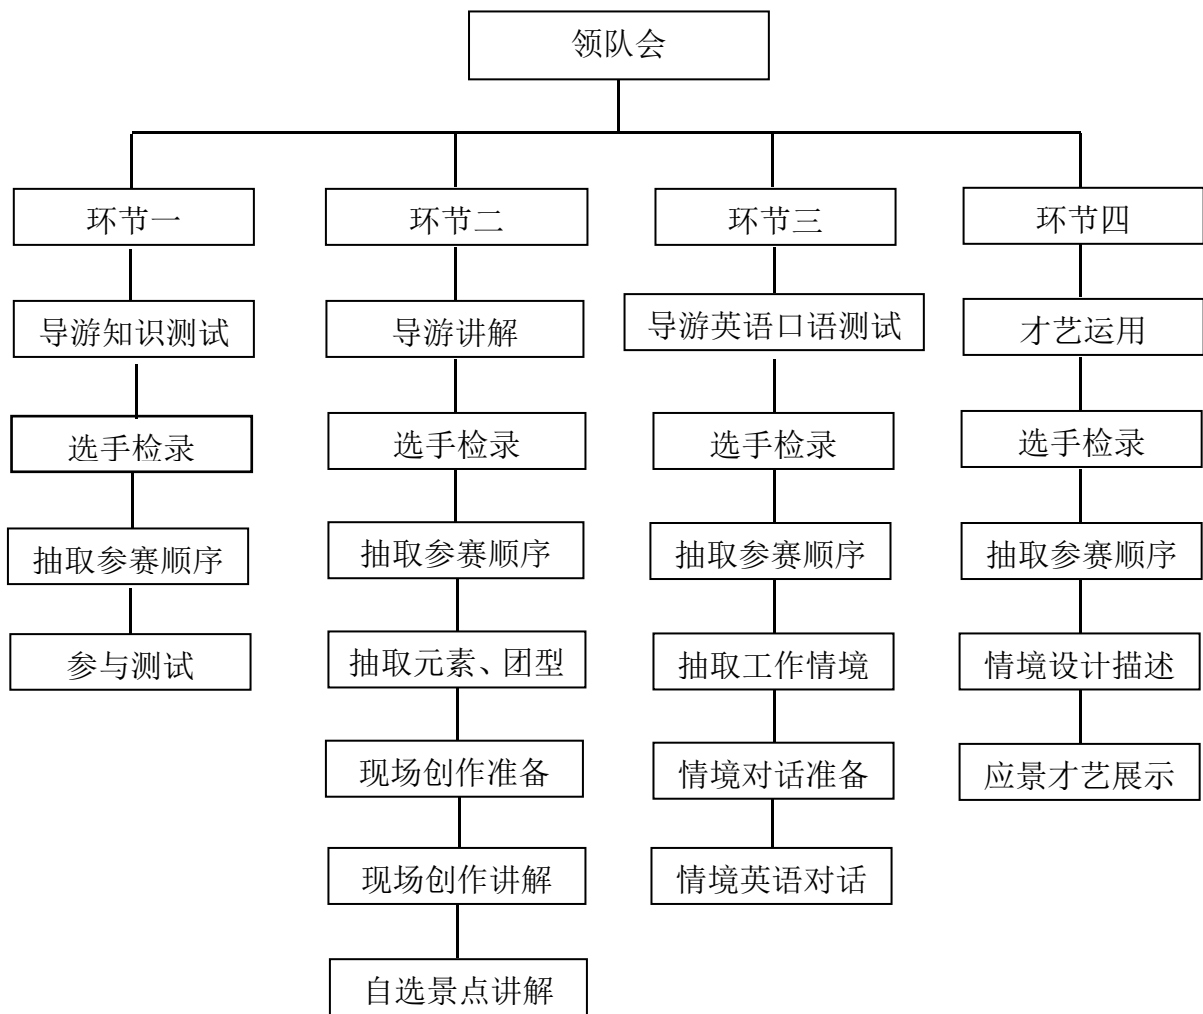 领队会
环节一
环节二
环节三
环节四
导游知识测试
导游讲解
导游英语口语测试
才艺运用
选手检录
选手检录
选手检录
选手检录
抽取参赛顺序
抽取参赛顺序
抽取参赛顺序
抽取参赛顺序
参与测试
抽取元素、团型
抽取工作情境
情境设计描述
现场创作准备
情境对话准备
应景才艺展示
现场创作讲解
情境英语对话
自选景点讲解